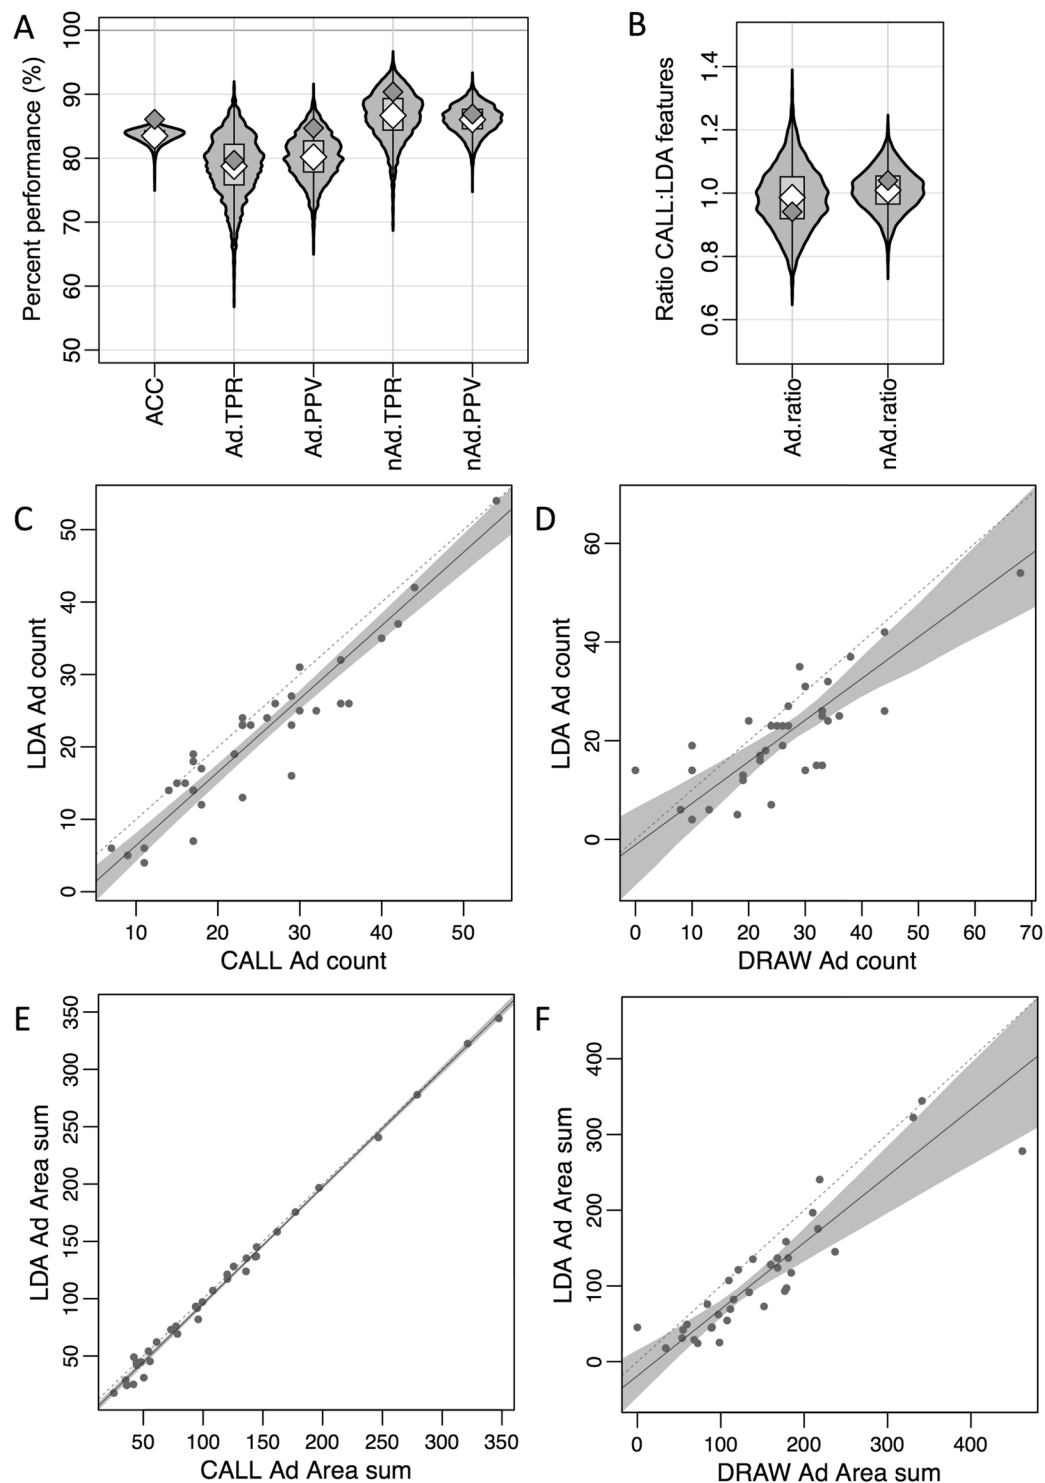 A
Percent performance (%)
100
90
80
70
60
50
ACC
Ad.TPR
Ad.PPV
nAd.TPR
nAd.PPV
B
Ratio CALL:LDA features
1.4
1.2
1.0
0.8
0.6
Ad.ratio
nAd.ratio
C
LDA Ad count
50
40
30
20
10
0
10 20 30 40 50
CALL Ad count
D
LDA Ad count
60
40
20
0
0 10 20 30 40 50 60 70
DRAW Ad count
E
LDA Ad Area sum
350
300
250
200
150
100
50
50 100 150 200 250 300 350
CALL Ad Area sum
F
LDA Ad Area sum
400
300
200
100
0
0 100 200 300 400
DRAW Ad Area sum